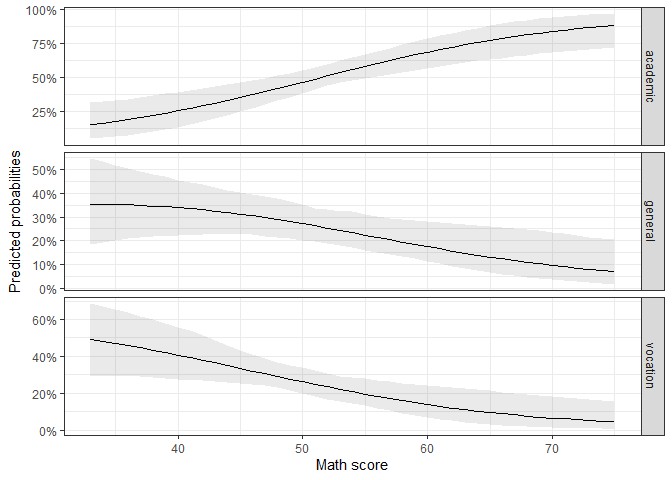 100%
75%
50%
25%
academic
50%
40%
30%
20%
10%
0%
general
60%
40%
20%
0%
vocation
Predicted probabilities
40 50 60 70
Math score